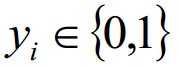 yᵢ ∈ {0,1}